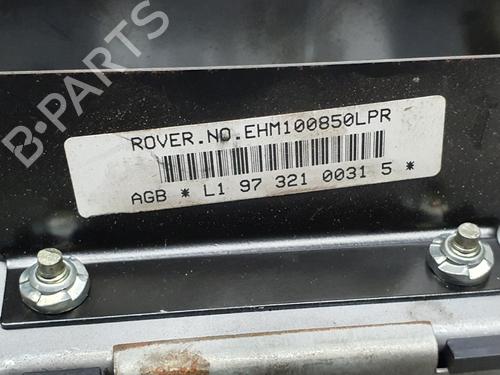 B-PARTS
ROVER.NO.EHM100850LPR
AGB * L1 97 321 0031 5 *